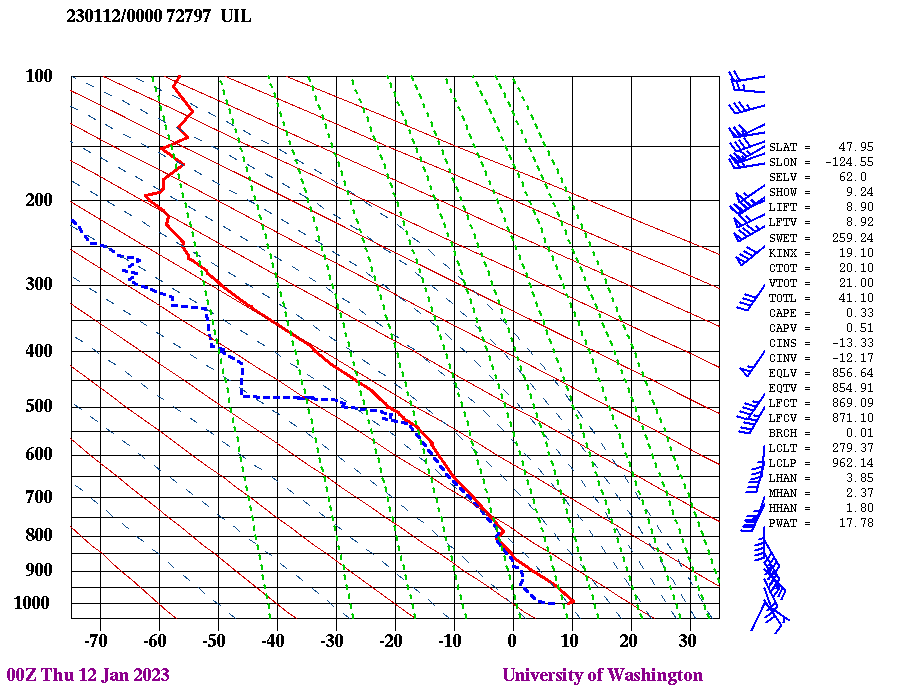 230112/0000 72797 UIL
100
200
300
400
500
600
700
800
900
1000
-70 -60 -50 -40 -30 -20 -10 0 10 20 30
SLAT = 47.95
SLON = -124.55
SELV = 62.0
SHOW = 9.24
LIFT = 8.90
LFTV = 8.92
SWET = 259.24
KINX = 19.10
CTOT = 20.10
VTOT = 21.00
TOTL = 41.10
CAPE = 0.33
CAPV = 0.51
CINS = -13.33
CINV = -12.17
EQLV = 856.64
EQTV = 854.91
LFCT = 869.09
LFCV = 871.10
BRCH = 0.01
LCLT = 279.37
LCLP = 962.14
LHAN = 3.85
MHAN = 2.37
HHAN = 1.80
PWAT = 17.78
00Z Thu 12 Jan 2023 University of Washington